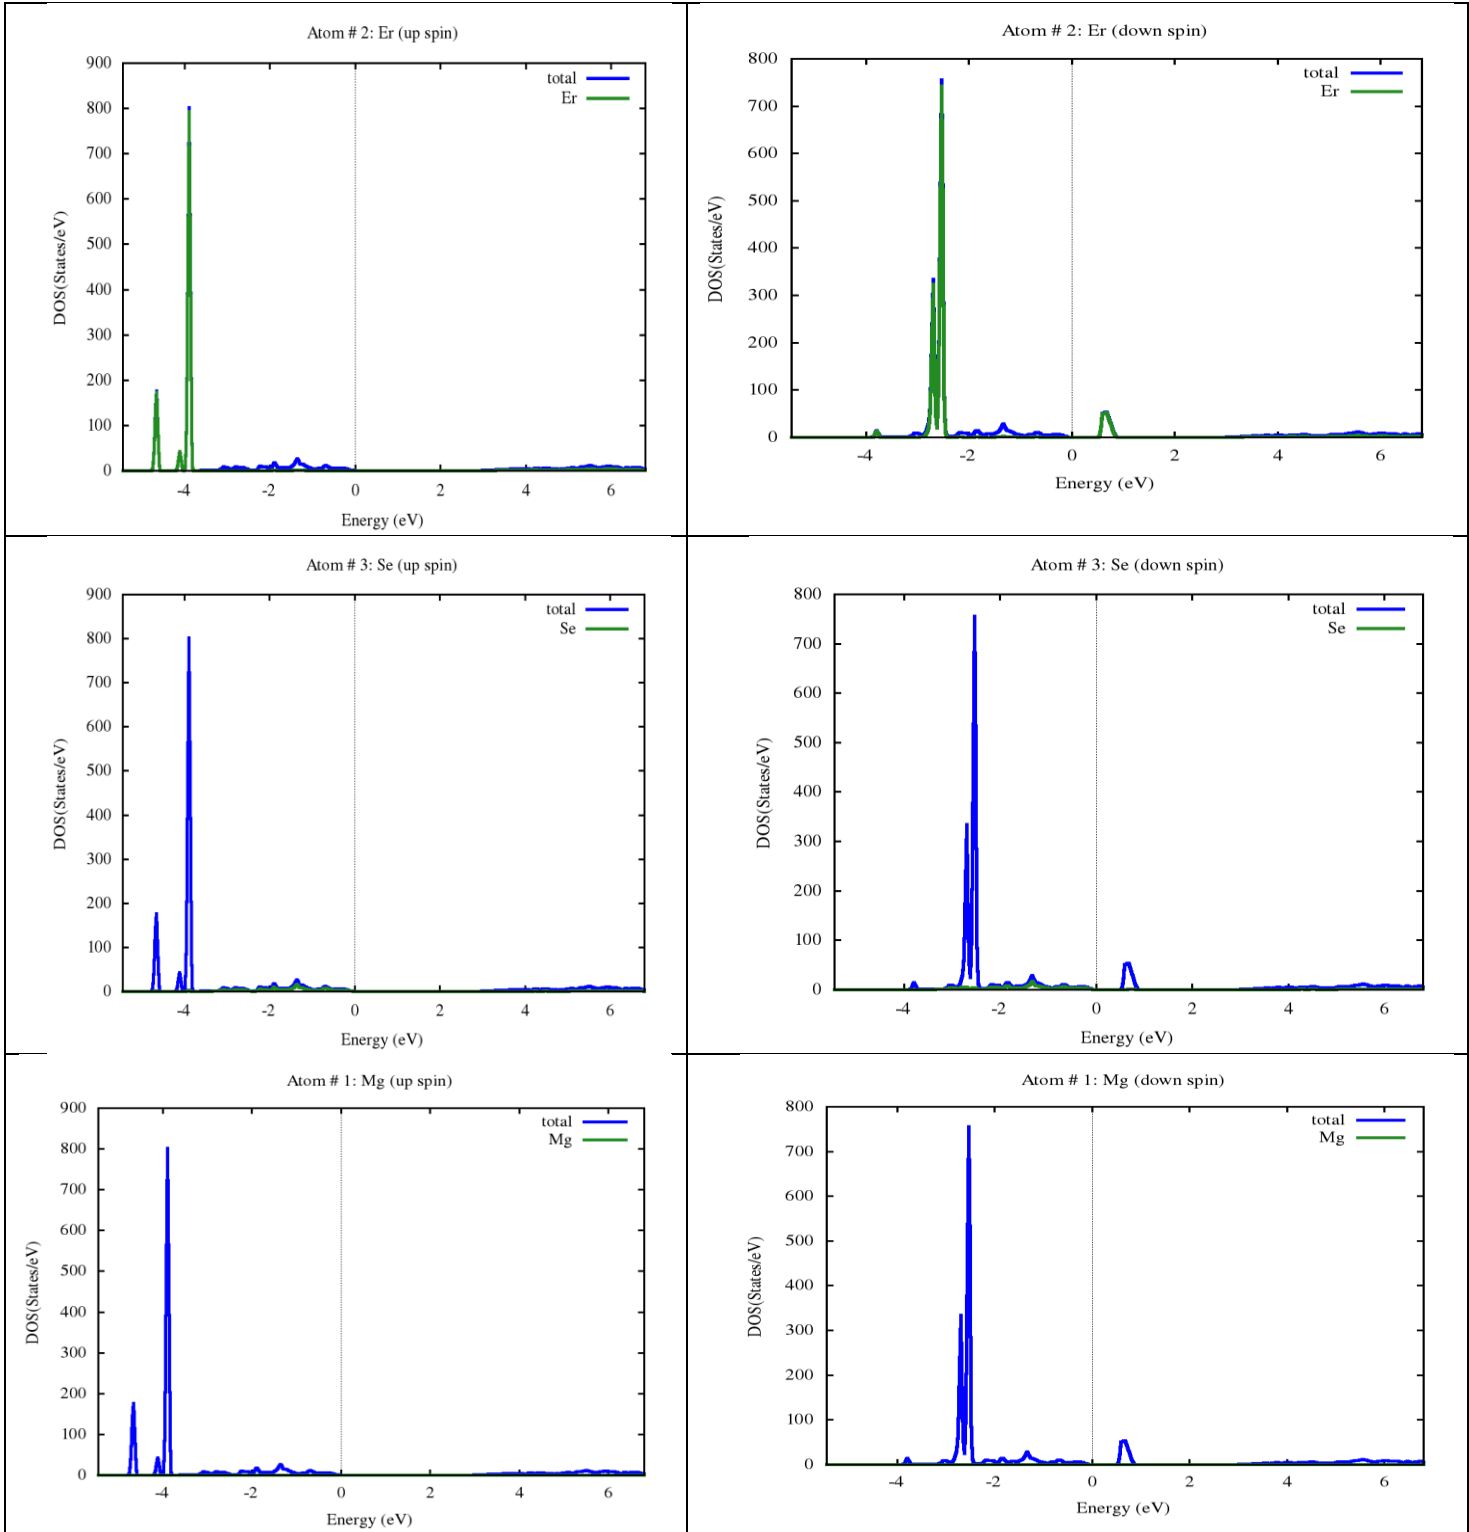 Atom # 2: Er (up spin)
total
Er
900
800
700
600
500
400
300
200
100
0
DOS(States/eV)
-4 -2 0 2 4 6
Energy (eV)
Atom # 2: Er (down spin)
total
Er
800
700
600
500
400
300
200
100
0
DOS(States/eV)
-4 -2 0 2 4 6
Energy (eV)
Atom # 3: Se (up spin)
total
Se
900
800
700
600
500
400
300
200
100
0
DOS(States/eV)
-4 -2 0 2 4 6
Energy (eV)
Atom # 3: Se (down spin)
total
Se
800
700
600
500
400
300
200
100
0
DOS(States/eV)
-4 -2 0 2 4 6
Energy (eV)
Atom # 1: Mg (up spin)
total
Mg
900
800
700
600
500
400
300
200
100
0
DOS(States/eV)
-4 -2 0 2 4 6
Energy (eV)
Atom # 1: Mg (down spin)
total
Mg
800
700
600
500
400
300
200
100
0
DOS(States/eV)
-4 -2 0 2 4 6
Energy (eV)